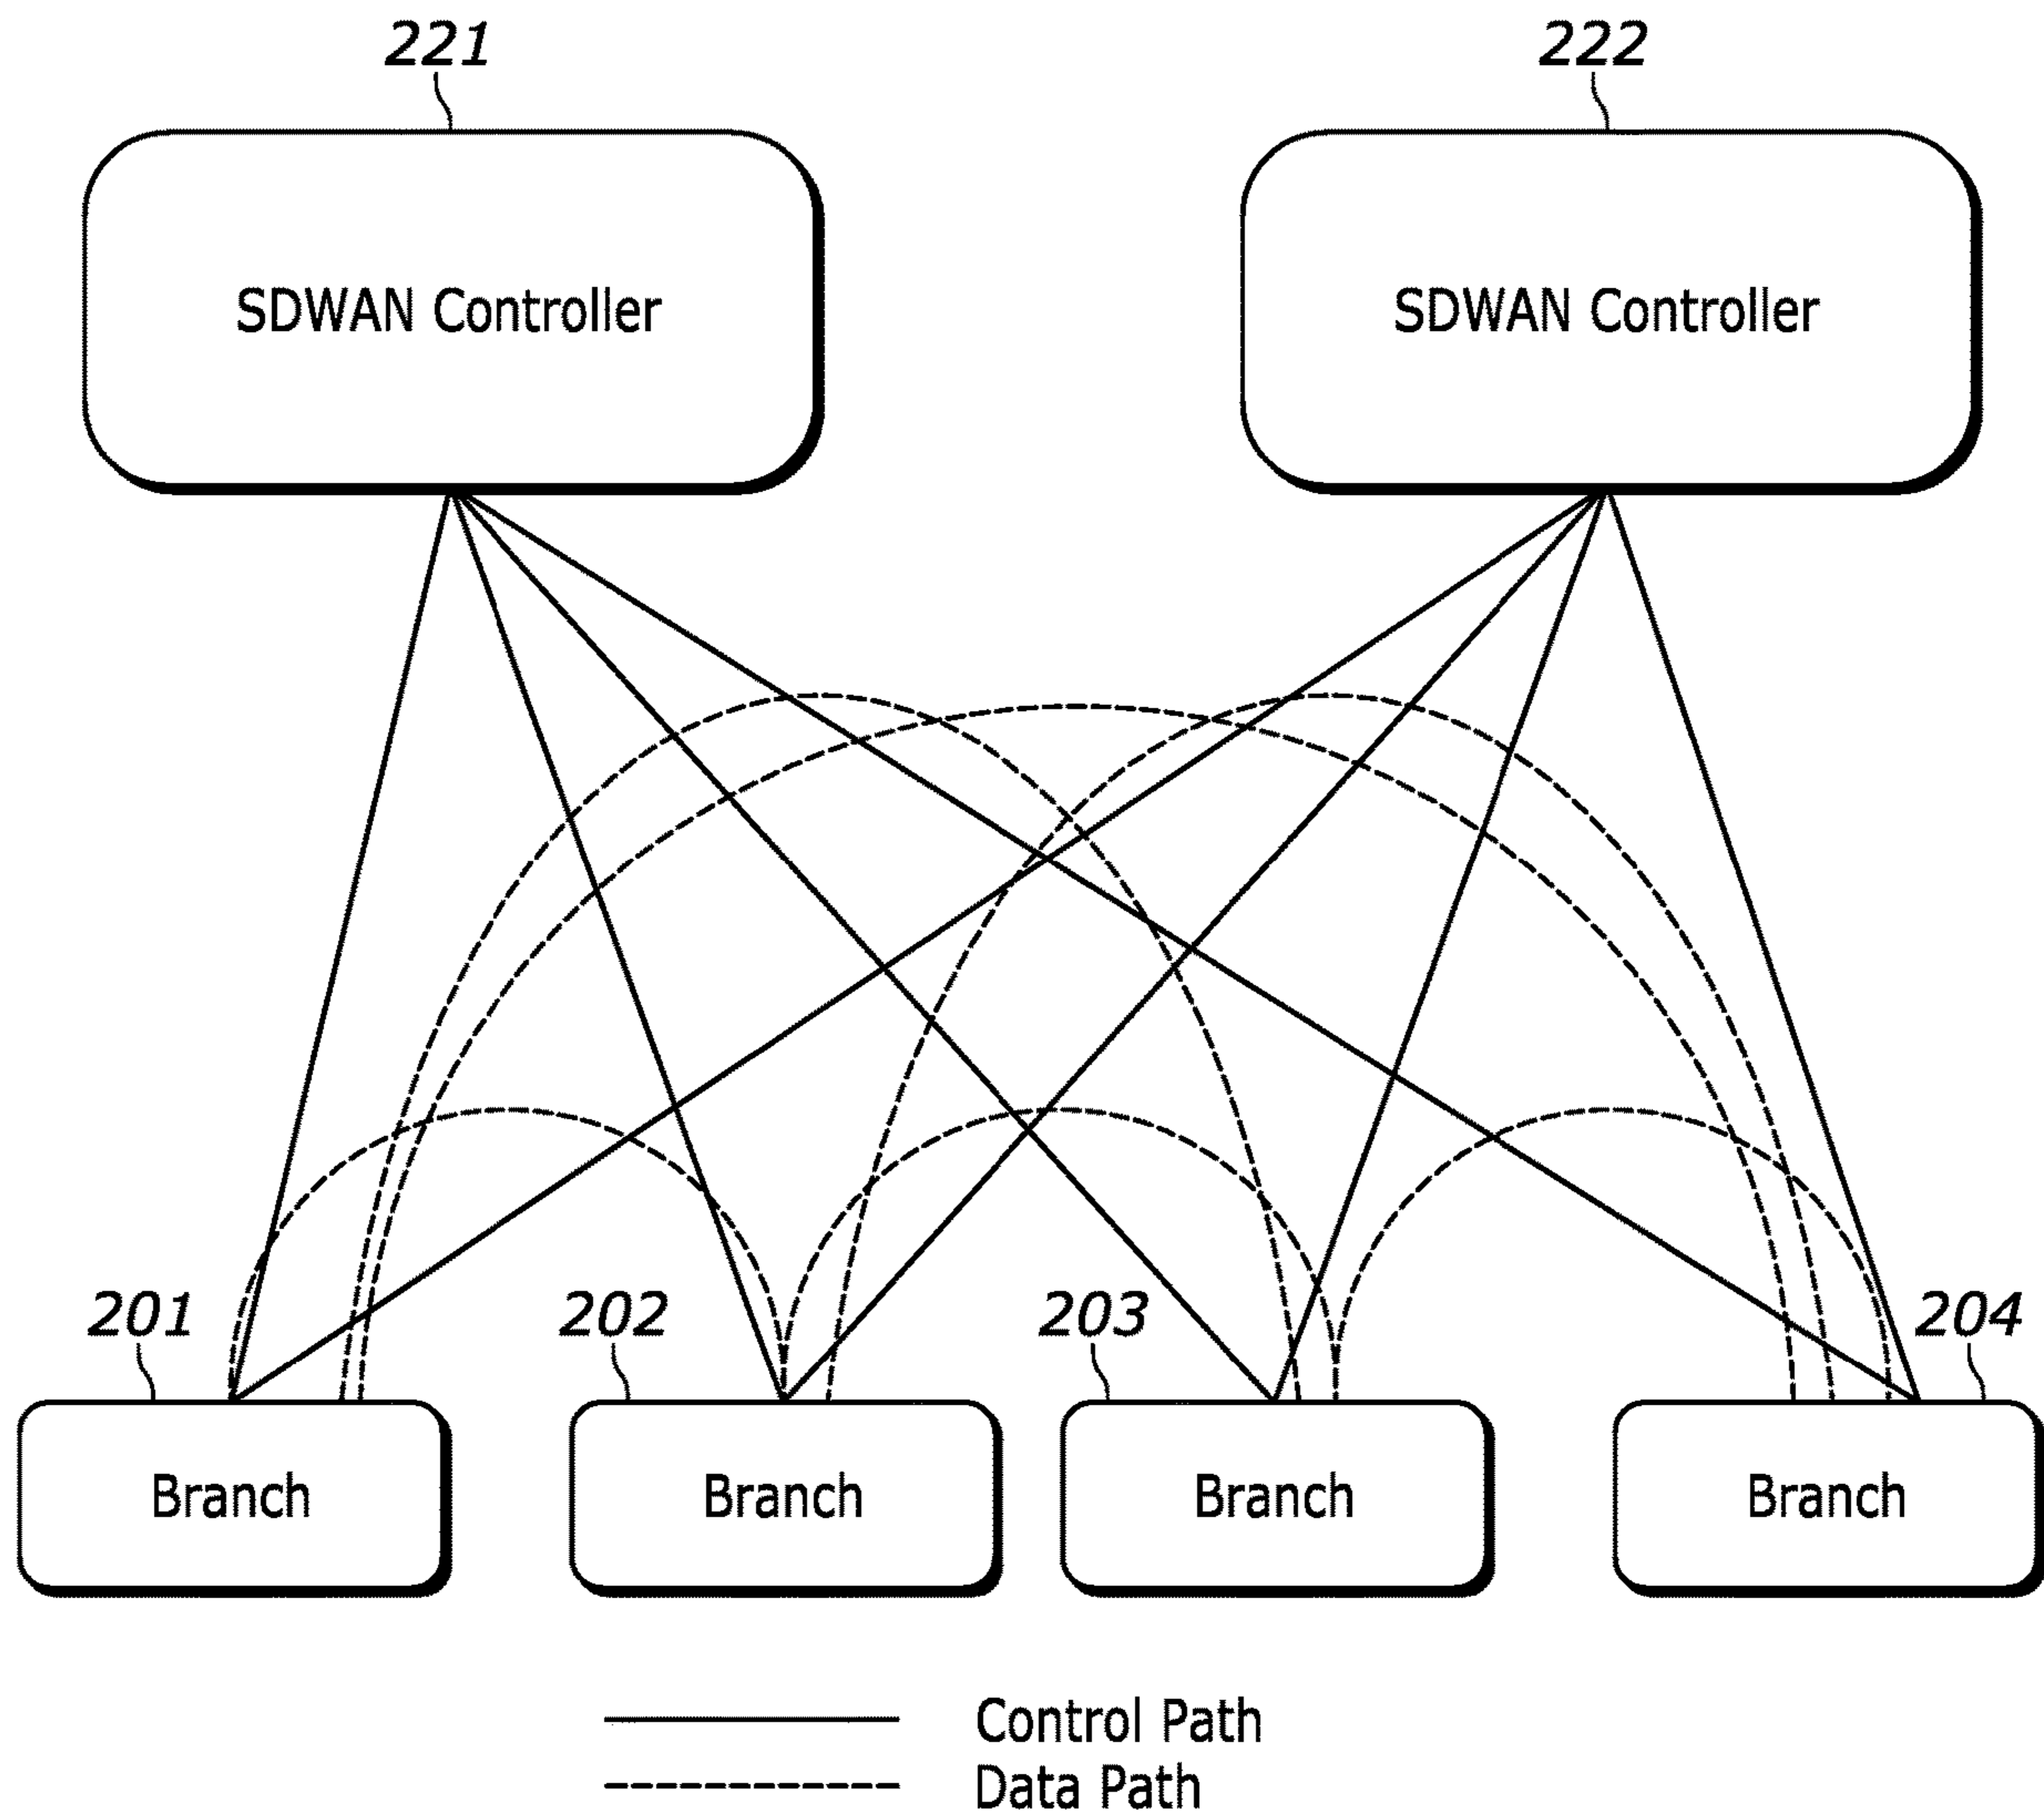 221
222
SDWAN Controller
SDWAN Controller
201
202
203
204
Branch
Branch
Branch
Branch
Control Path
Data Path